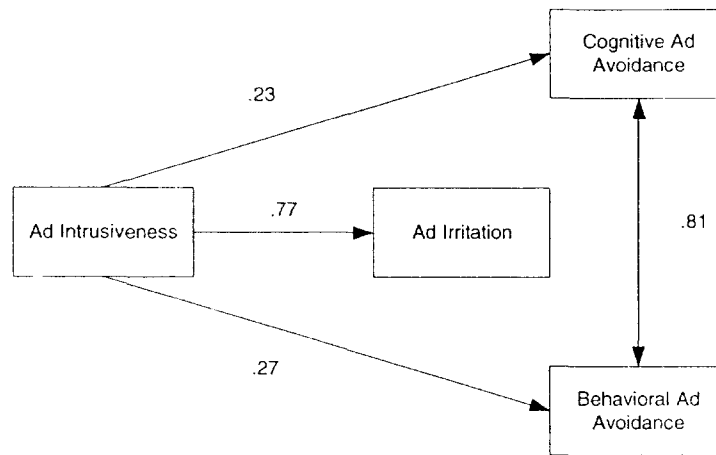 Cognitive Ad
Avoidance
.23
.77
Ad Intrusiveness
Ad Irritation
.81
.27
Behavioral Ad
Avoidance